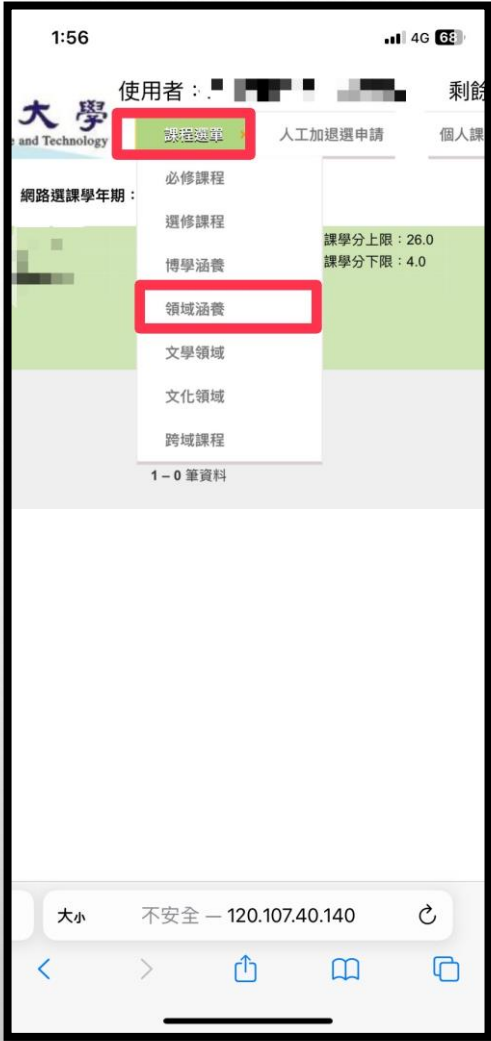 1:56 4G 68
使用者： 剩餘
大學
and Technology
課程選單 人工加退選申請 個人課
必修課程
網路選課學年期：
選修課程
課學分上限：26.0
博學涵養 課學分下限：4.0
領域涵養
文學領域
文化領域
跨域課程
1 – 0 筆資料
大小 不安全 — 120.107.40.140